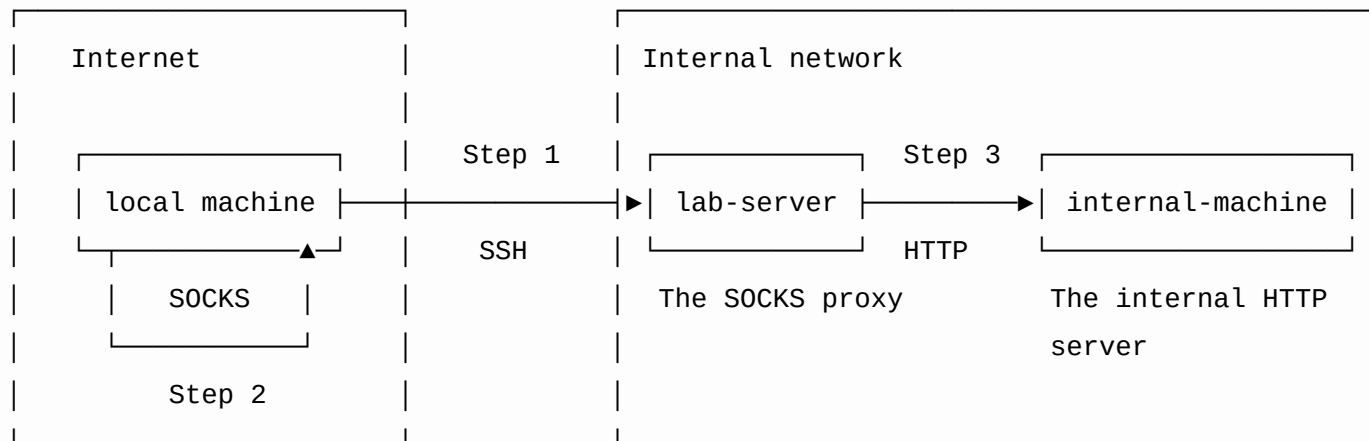 Internet
Internal network
Step 1
Step 3
local machine
lab-server
internal-machine
SSH
HTTP
SOCKS
The SOCKS proxy
The internal HTTP
server
Step 2